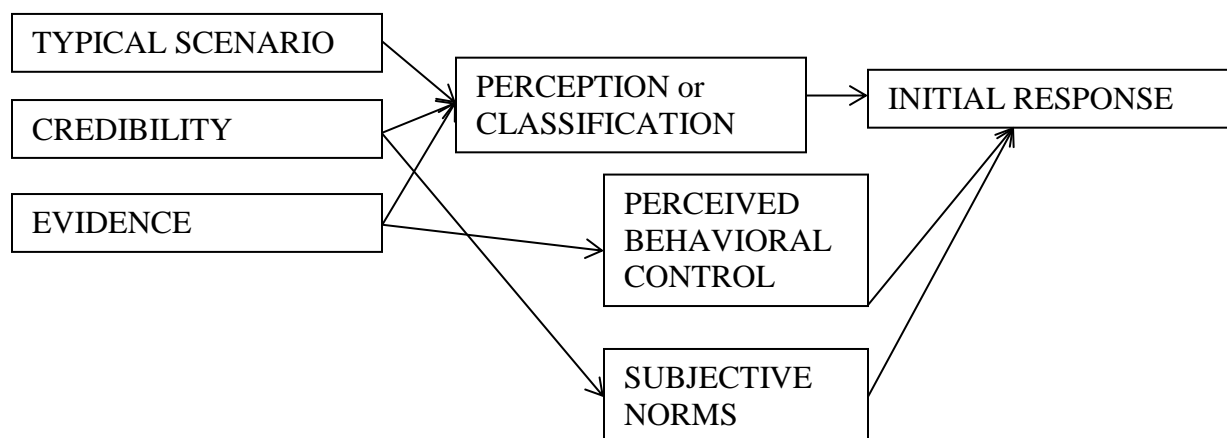 TYPICAL SCENARIO
CREDIBILITY
EVIDENCE
PERCEPTION or
CLASSIFICATION
INITIAL RESPONSE
PERCEIVED
BEHAVIORAL
CONTROL
SUBJECTIVE
NORMS